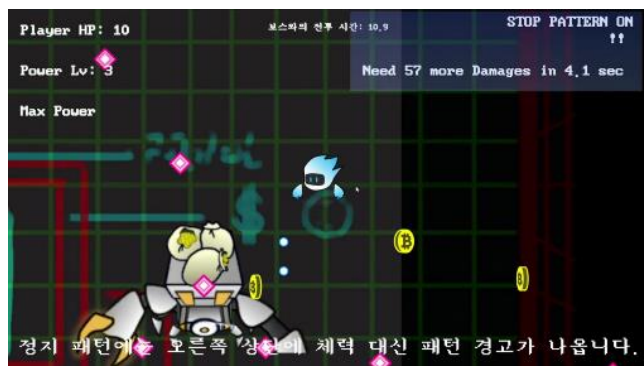 Player HP: 10
보스와의 전투 시간: 10.9
STOP PATTERN ON
!!
Power Lv: 3
Need 57 more Damages in 4.1 sec
Max Power
$
정지 패턴에는 오른쪽 상단에 체력 대신 패턴 경고가 나옵니다.